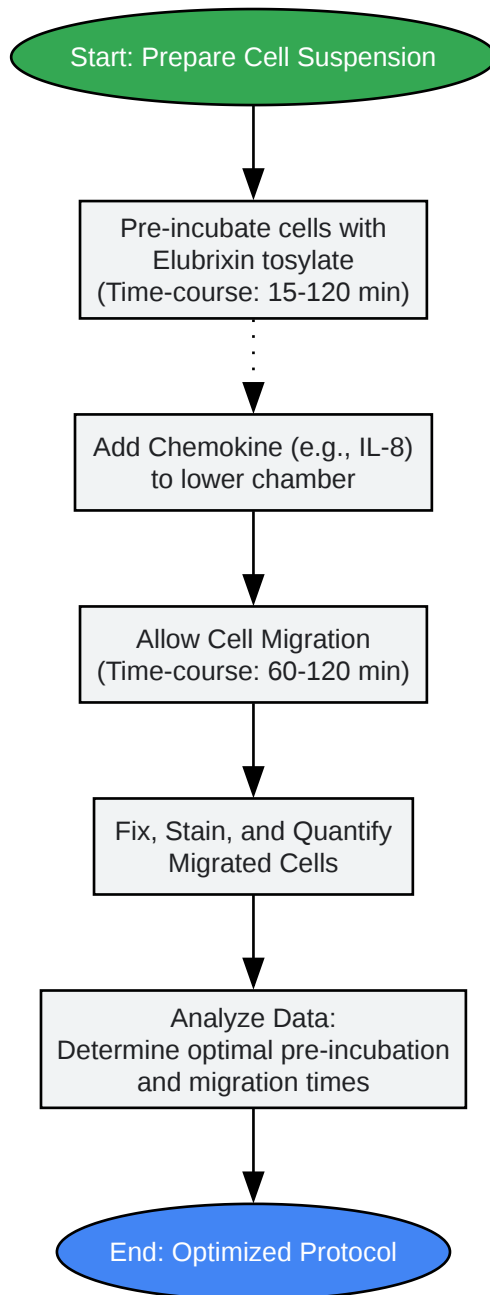 Start: Prepare Cell Suspension
Pre-incubate cells with
Elubrixin tosylate
(Time-course: 15-120 min)
Add Chemokine (e.g., IL-8)
to lower chamber
Allow Cell Migration
(Time-course: 60-120 min)
Fix, Stain, and Quantify
Migrated Cells
Analyze Data:
Determine optimal pre-incubation
and migration times
End: Optimized Protocol